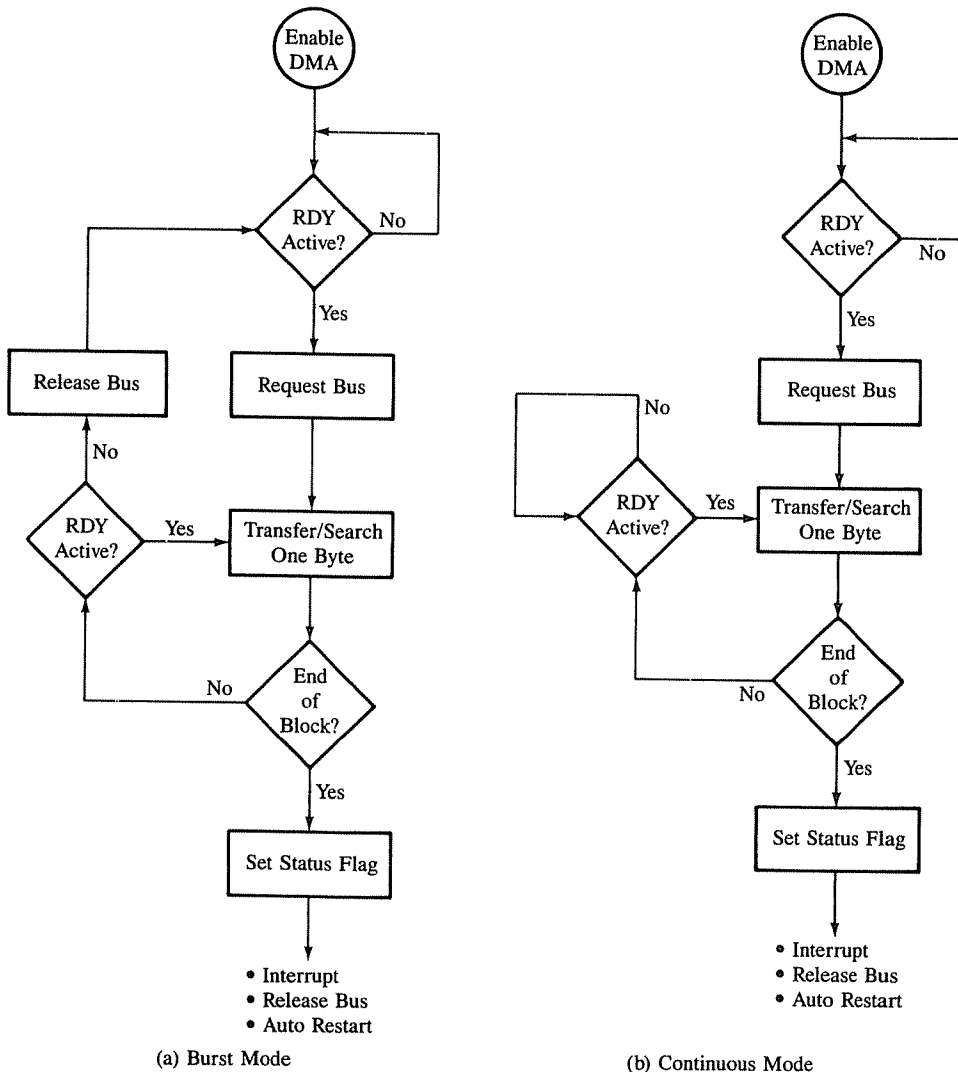 Enable
DMA
RDY
Active?
No
Yes
Release Bus
Request Bus
No
RDY
Active?
Yes
Transfer/Search
One Byte
No
End
of
Block?
Yes
Set Status Flag
• Interrupt
• Release Bus
• Auto Restart
(a) Burst Mode
Enable
DMA
RDY
Active?
No
Yes
Request Bus
No
RDY
Active?
Yes
Transfer/Search
One Byte
No
End
of
Block?
Yes
Set Status Flag
• Interrupt
• Release Bus
• Auto Restart
(b) Continuous Mode